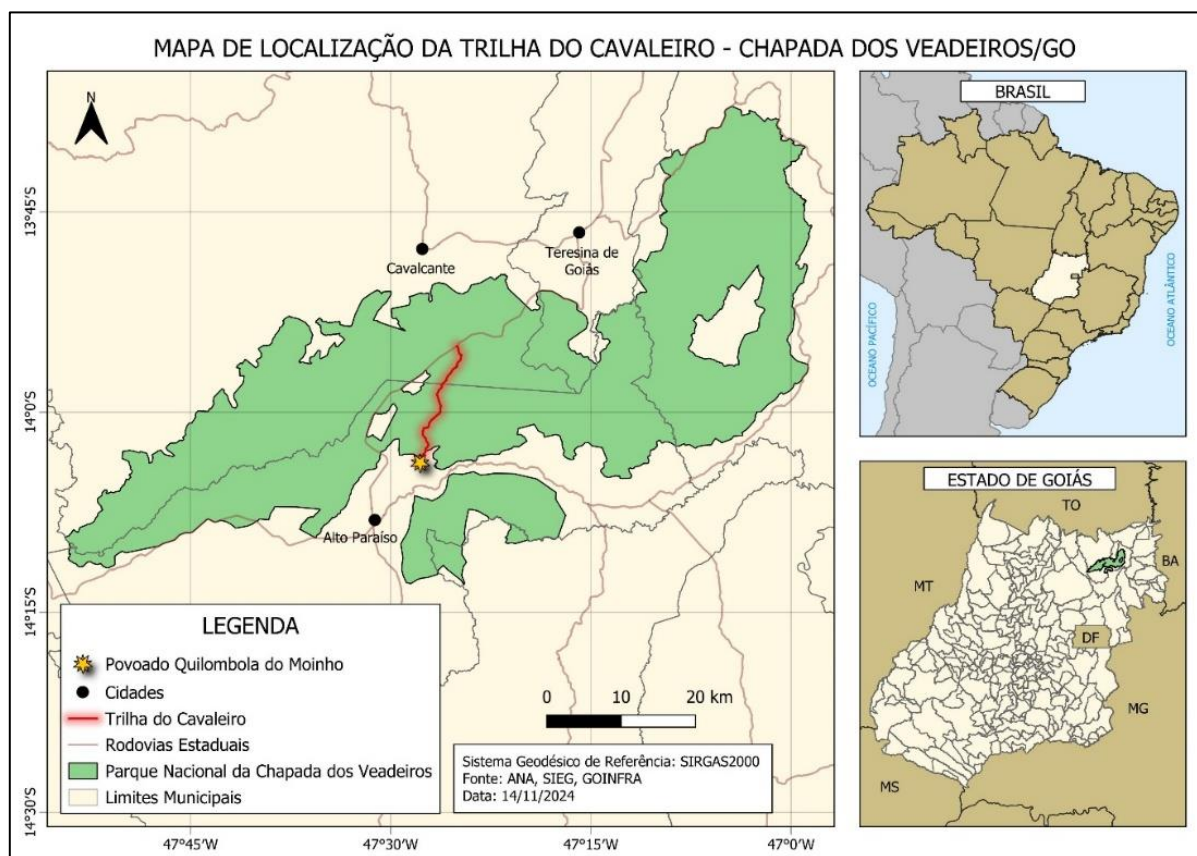 MAPA DE LOCALIZAÇÃO DA TRILHA DO CAVALEIRO - CHAPADA DOS VEADEIROS/GO
N
13°45'S
14°00'S
14°15'S
14°30'S
Cavalcante
Teresina de
Goiás
Alto Paraíso
LEGENDA
Povoado Quilombola do Moinho
Cidades
Trilha do Cavaleiro
Rodovias Estaduais
Parque Nacional da Chapada dos Veadeiros
Limites Municipais
0 10 20 km
Sistema Geodésico de Referência: SIRGAS2000
Fonte: ANA, SIEG, GOINFRA
Data: 14/11/2024
47°45'W 47°30'W 47°15'W 47°0'W
BRASIL
OCEANO PACÍFICO
OCEANO ATLÂNTICO
ESTADO DE GOIÁS
TO
BA
MT
DF
MG
MS